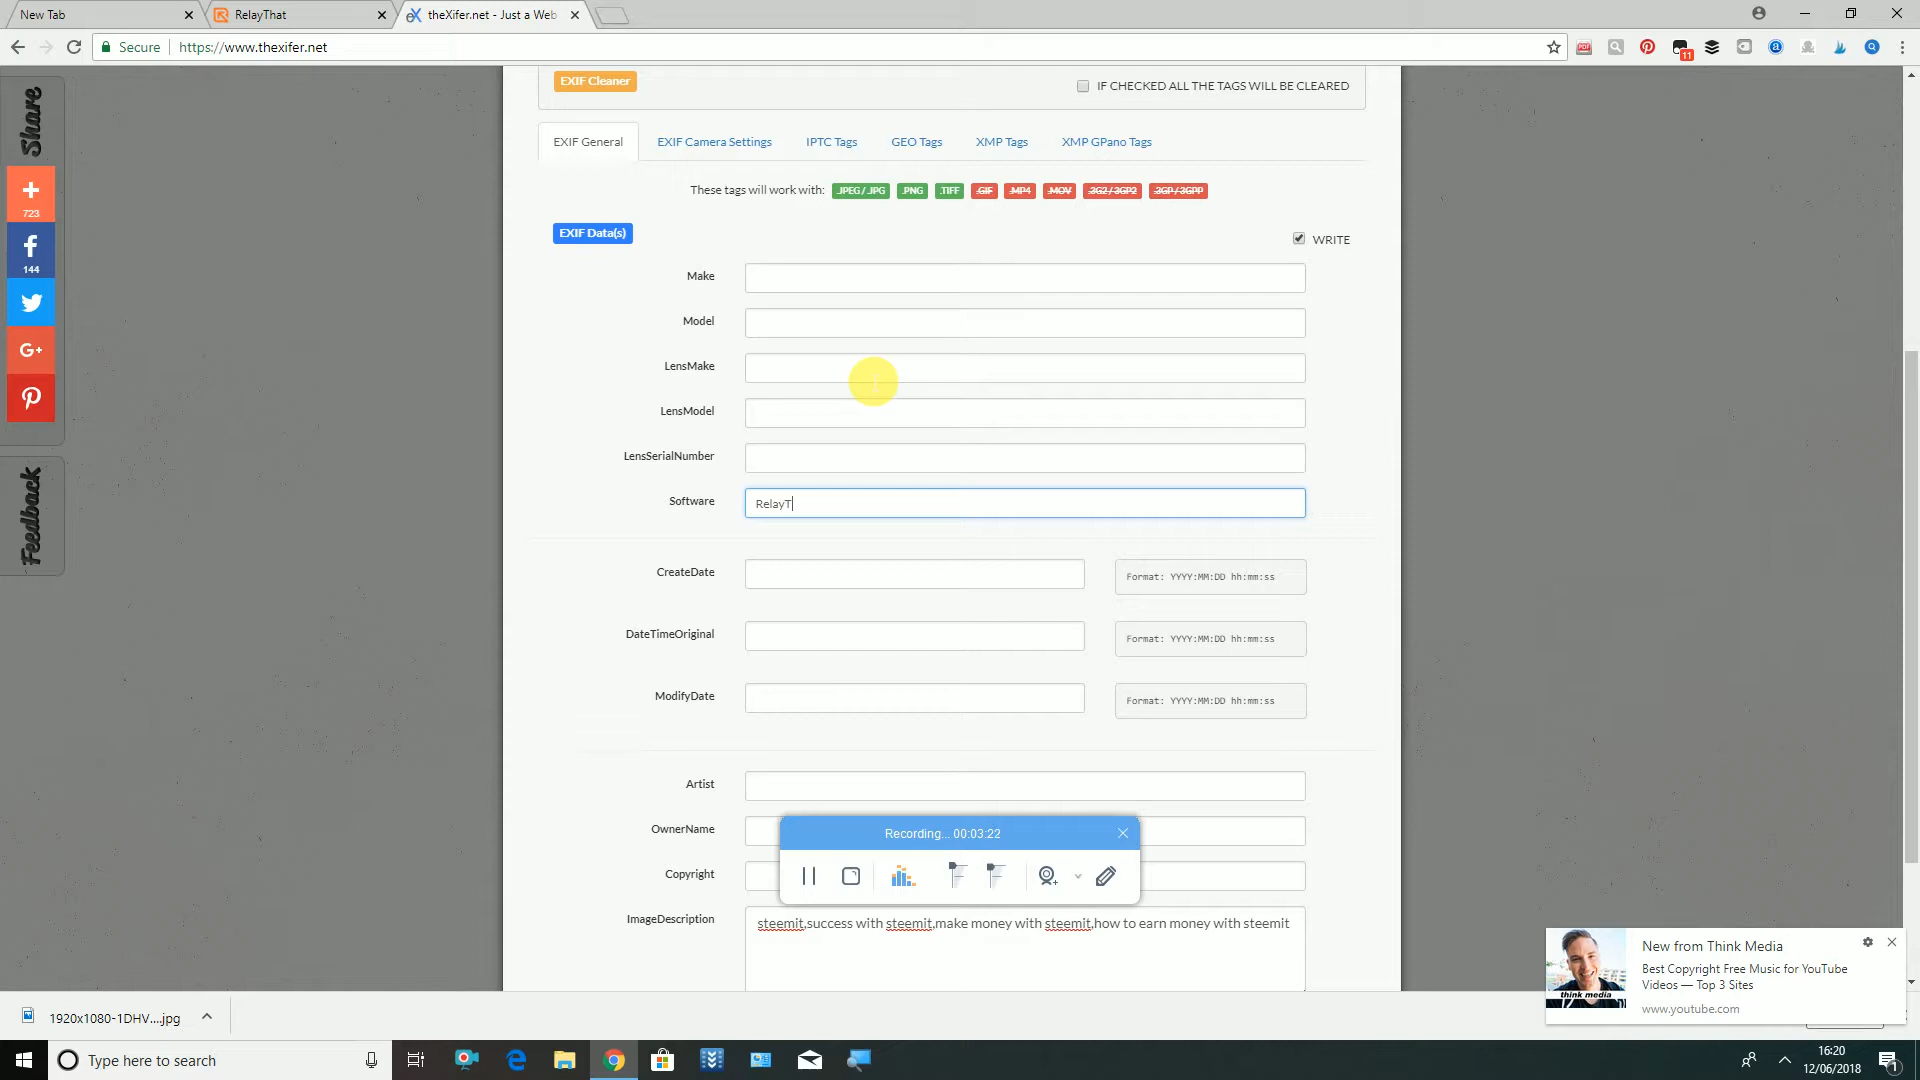 New Tab
RelayThat
theXifer.net - Just a Web
Secure
https://www.thexifer.net
11
Share
723
144
G+
Feedback
EXIF Cleaner
IF CHECKED ALL THE TAGS WILL BE CLEARED
EXIF General
EXIF Camera Settings
IPTC Tags
GEO Tags
XMP Tags
XMP GPano Tags
These tags will work with: .JPEG / .JPG .PNG .TIFF .GIF .MP4 .MOV .3G2 / 3GP2 .3GP / 3GPP
EXIF Data(s)
WRITE
Make
Model
LensMake
LensModel
LensSerialNumber
Software
RelayT
CreateDate
Format: YYYY:MM:DD hh:mm:ss
DateTimeOriginal
Format: YYYY:MM:DD hh:mm:ss
ModifyDate
Format: YYYY:MM:DD hh:mm:ss
Artist
OwnerName
Recording... 00:03:22
Copyright
ImageDescription
steemit,success with steemit,make money with steemit,how to earn money with steemit
New from Think Media
Best Copyright Free Music for YouTube
Videos — Top 3 Sites
www.youtube.com
think media
1920x1080-1DHV....jpg
Type here to search
16:20
12/06/2018
1